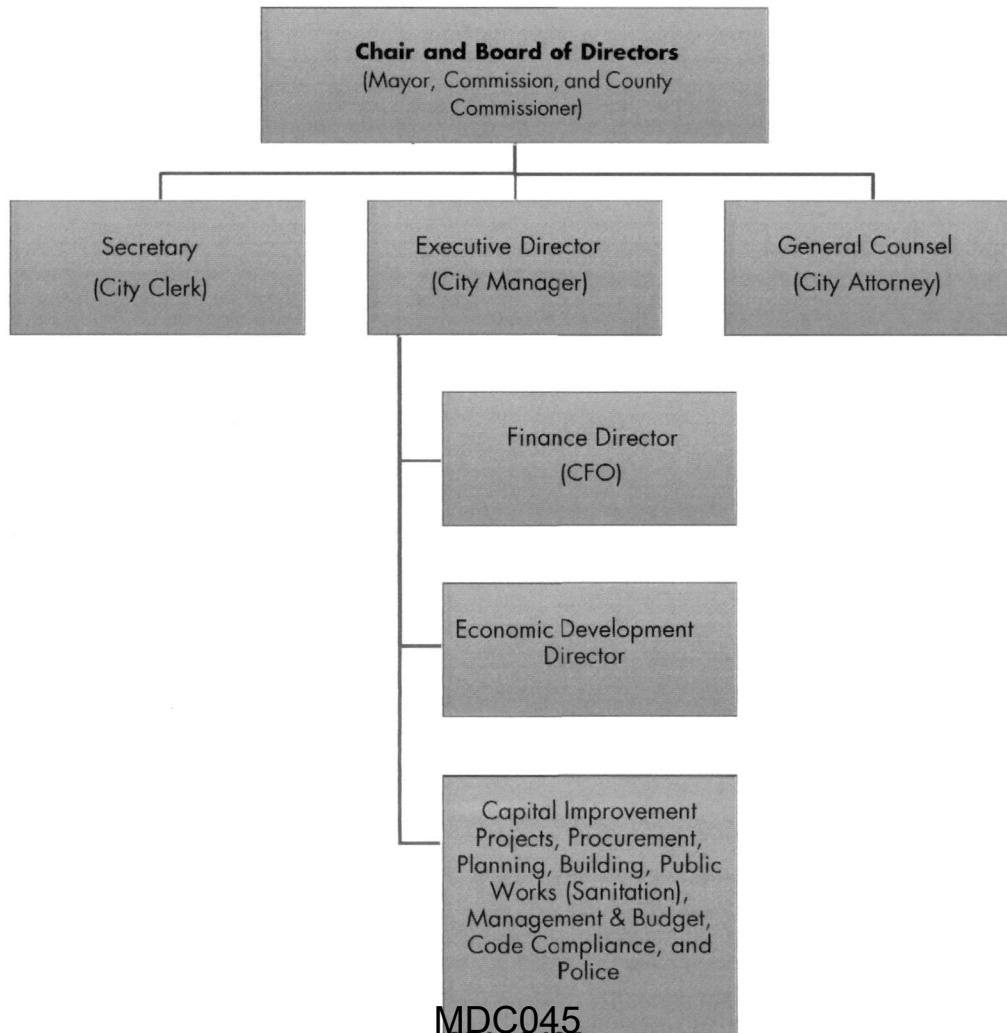 Chair and Board of Directors
(Mayor, Commission, and County
Commissioner)
Secretary
(City Clerk)
Executive Director
(City Manager)
General Counsel
(City Attorney)
Finance Director
(CFO)
Economic Development
Director
Capital Improvement
Projects, Procurement,
Planning, Building, Public
Works (Sanitation),
Management & Budget,
Code Compliance, and
Police
MDC045